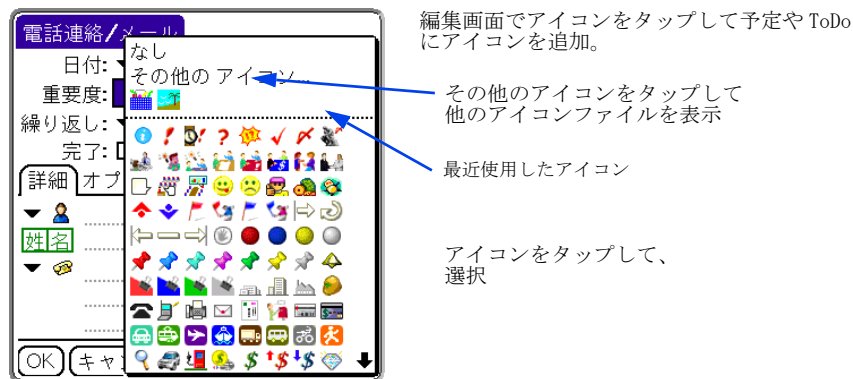 電話連絡/メール
日付:
重要度:
繰り返し:
完了:
詳細 オプ
姓 名
OK キャン
なし
その他の アイコン...
編集画面でアイコンをタップして予定や ToDo
にアイコンを追加。
その他のアイコンをタップして
他のアイコンファイルを表示
最近使用したアイコン
アイコンをタップして、
選択